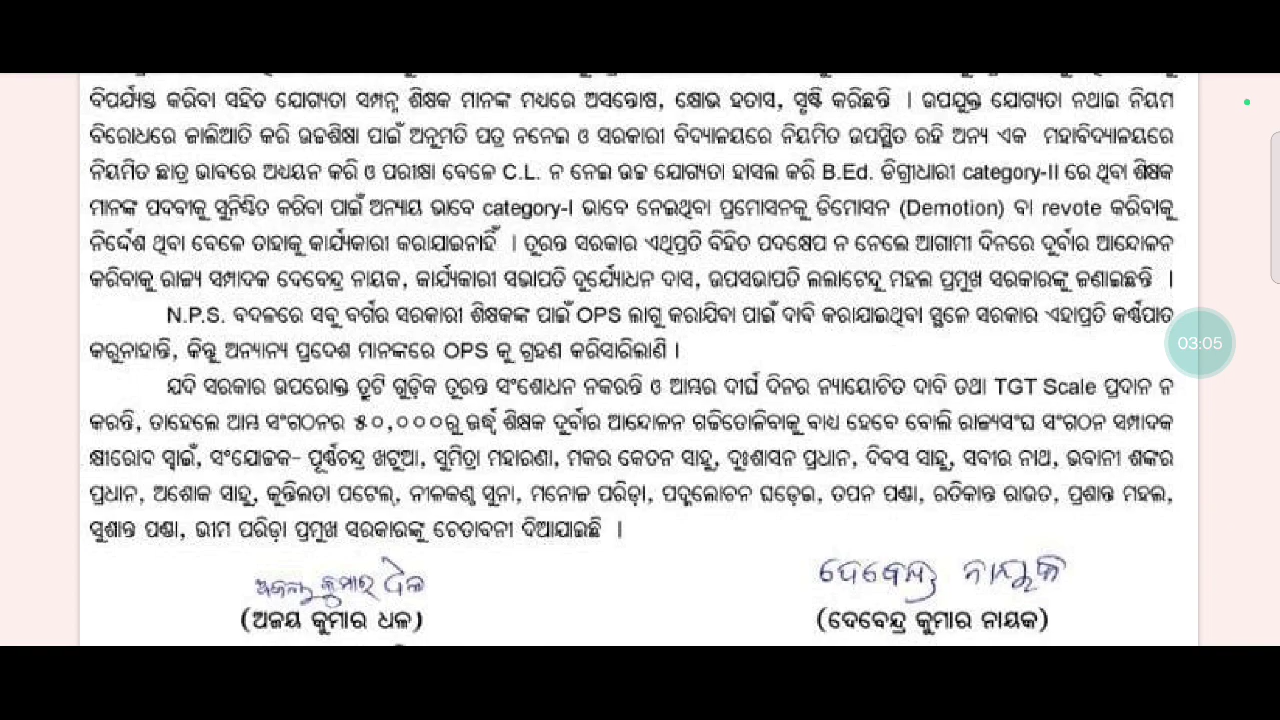 ବିପର୍ଯ୍ୟସ୍ତ କରିବା ସହିତ ଯୋଗ୍ୟତା ସମ୍ପନ୍ନ ଶିକ୍ଷକ ମାନଙ୍କ ମଧ୍ୟରେ ଅସନ୍ତୋଷ, କ୍ଷୋଭ ହତାସ, ସୃଷ୍ଟି କରିଛନ୍ତି । ଉପଯୁକ୍ତ ଯୋଗ୍ୟତା ନଥାଇ ନିୟମ
ବିରୋଧରେ ଜାଲିଆତି କରି ଉଚ୍ଚଶିକ୍ଷା ପାଇଁ ଅନୁମତି ପତ୍ର ନନେଇ ଓ ସରକାରୀ ବିଦ୍ୟାଳୟରେ ନିୟମିତ ଉପସ୍ଥିତ ରହି ଅନ୍ୟ ଏକ ମହାବିଦ୍ୟାଳୟରେ
ନିୟମିତ ଛାତ୍ର ଭାବରେ ଅଧ୍ୟୟନ କରି ଓ ପରୀକ୍ଷା ବେଳେ C.L. ନ ନେଇ ଉଚ୍ଚ ଯୋଗ୍ୟତା ହାସଲ କରି B.Ed. ଡିଗ୍ରୀଧାରୀ category-II ରେ ଥିବା ଶିକ୍ଷକ
ମାନଙ୍କ ପଦବୀକୁ ସୁନିଶ୍ଚିତ କରିବା ପାଇଁ ଅନ୍ୟାୟ ଭାବେ category-I ଭାବେ ନେଇଥିବା ପ୍ରମୋସନକୁ ଡିମୋସନ (Demotion) ବା revote କରିବାକୁ
ନିର୍ଦ୍ଦେଶ ଥିବା ବେଳେ ତାହାକୁ କାର୍ଯ୍ୟକାରୀ କରାଯାଇନାହିଁ । ତୁରନ୍ତ ସରକାର ଏଥିପ୍ରତି ବିହିତ ପଦକ୍ଷେପ ନ ନେଲେ ଆଗାମୀ ଦିନରେ ଦୁର୍ବାର ଆନ୍ଦୋଳନ
କରିବାକୁ ରାଜ୍ୟ ସମ୍ପାଦକ ଦେବେନ୍ଦ୍ର ନାୟକ, କାର୍ଯ୍ୟକାରୀ ସଭାପତି ଦୁର୍ଯ୍ୟୋଧନ ଦାସ, ଉପସଭାପତି ଲଲାଟେନ୍ଦୁ ମହଲ ପ୍ରମୁଖ ସରକାରଙ୍କୁ ଜଣାଇଛନ୍ତି ।
N.P.S. ବଦଳରେ ସବୁ ବର୍ଗର ସରକାରୀ ଶିକ୍ଷକଙ୍କ ପାଇଁ OPS ଲାଗୁ କରାଯିବା ପାଇଁ ଦାବି କରାଯାଇଥିବା ସ୍ଥଳେ ସରକାର ଏହାପ୍ରତି କର୍ଣ୍ଣପାତ
କରୁନାହାନ୍ତି, କିନ୍ତୁ ଅନ୍ୟାନ୍ୟ ପ୍ରଦେଶ ମାନଙ୍କରେ OPS କୁ ଗ୍ରହଣ କରିସାରିଲାଣି ।
ଯଦି ସରକାର ଉପରୋକ୍ତ ତ୍ରୁଟି ଗୁଡ଼ିକ ତୁରନ୍ତ ସଂଶୋଧନ ନକରନ୍ତି ଓ ଆମ୍ଭର ଦୀର୍ଘ ଦିନର ନ୍ୟାୟୋଚିତ ଦାବି ତଥା TGT Scale ପ୍ରଦାନ ନ
କରନ୍ତି, ତାହେଲେ ଆମ୍ଭ ସଂଗଠନର ୫୦,୦୦୦ରୁ ଉର୍ଦ୍ଧ୍ୱ ଶିକ୍ଷକ ଦୁର୍ବାର ଆନ୍ଦୋଳନ ଗଢିତୋଳିବାକୁ ବାଧ୍ୟ ହେବେ ବୋଲି ରାଜ୍ୟସଂଘ ସଂଗଠନ ସମ୍ପାଦକ
କ୍ଷୀରୋଦ ସ୍ୱାଇଁ, ସଂଯୋଜକ- ପୂର୍ଣ୍ଣଚନ୍ଦ୍ର ଖଟୁଆ, ସୁମିତ୍ରା ମହାରଣା, ମକର କେତନ ସାହୁ, ଦୁଃଶାସନ ପ୍ରଧାନ, ଦିବସ ସାହୁ, ସବୀର ନାଥ, ଭବାନୀ ଶଙ୍କର
ପ୍ରଧାନ, ଅଶୋକ ସାହୁ, କୁନ୍ତିଲତା ପଟେଲ୍, ନୀଳକଣ୍ଠ ସୁନା, ମନୋଜ ପରିଡ଼ା, ପଦ୍ମଲୋଚନ ଘଡ଼େଇ, ତପନ ପଣ୍ଡା, ରତିକାନ୍ତ ରାଉତ, ପ୍ରଶାନ୍ତ ମହଲ,
ସୁଶାନ୍ତ ପଣ୍ଡା, ଭୀମ ପରିଡ଼ା ପ୍ରମୁଖ ସରକାରଙ୍କୁ ଚେତାବନୀ ଦିଆଯାଇଛି ।
03:05
ଅଜୟ କୁମାର ଧଳ ଦେବେନ୍ଦ୍ର ନାୟକ
(ଅଜୟ କୁମାର ଧଳ) (ଦେବେନ୍ଦ୍ର କୁମାର ନାୟକ)